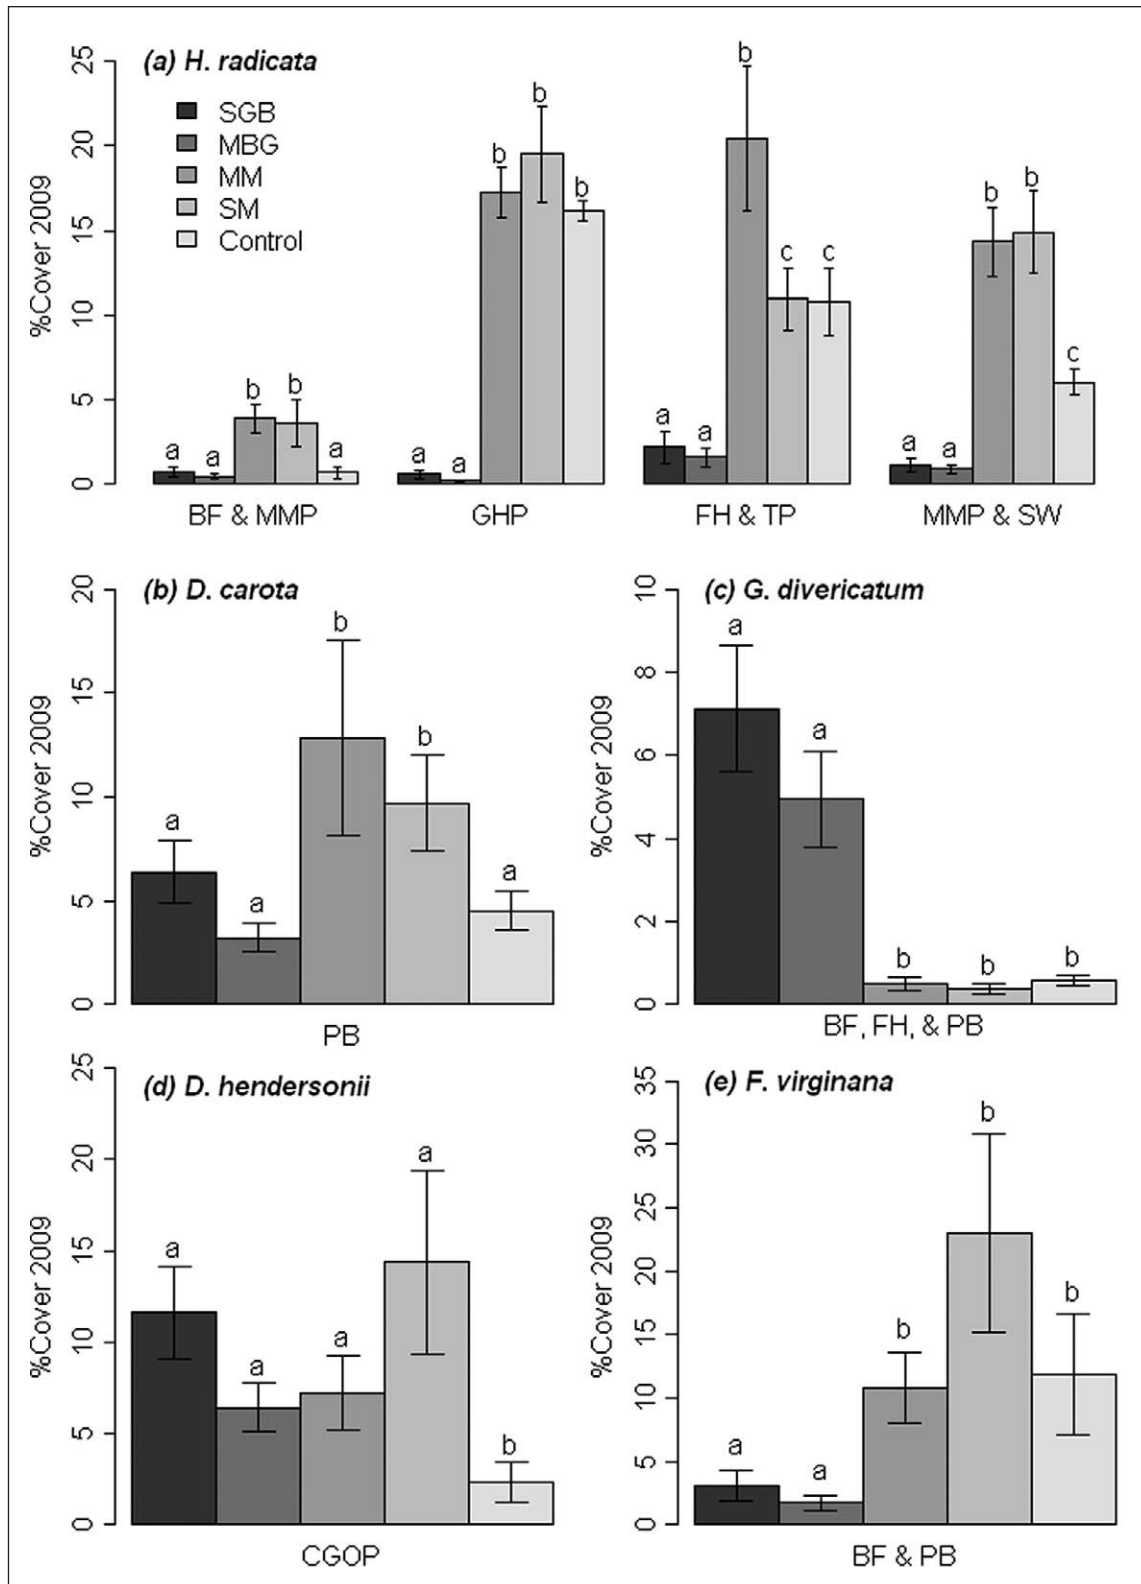 (a) H. radicata
SGB
MBG
MM
SM
Control
%Cover 2009
0 5 10 15 20 25
a a b b a
a a b b b
a a b c c
a a b b c
BF & MMP GHP FH & TP MMP & SW
(b) D. carota
%Cover 2009
0 5 10 15 20
a a b b a
PB
(c) G. divericatum
%Cover 2009
0 2 4 6 8 10
a a b b b
BF, FH, & PB
(d) D. hendersonii
%Cover 2009
0 5 10 15 20 25
a a a a b
CGOP
(e) F. virginana
%Cover 2009
0 5 10 15 20 25 30 35
a a b b b
BF & PB